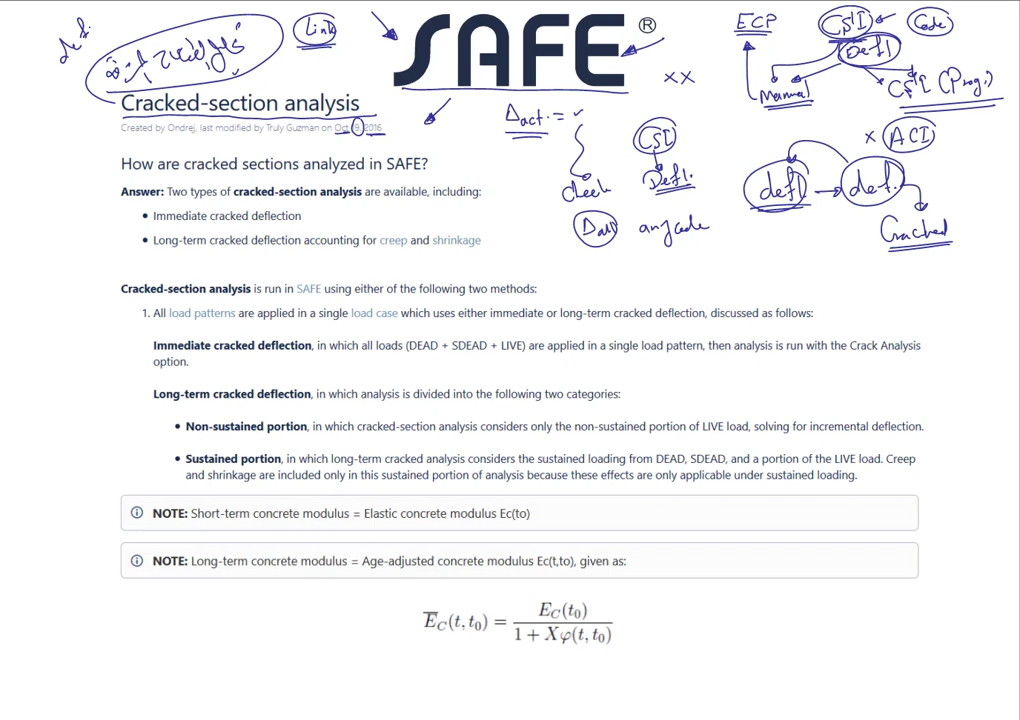 Link
SAFE®
xx
ECP
CSI
Code
Defl
Manual
CSI (Prog.)
Cracked-section analysis
Created by Ondrej, last modified by Truly Guzman on Oct 19, 2016
Δact. = ✓
CSI
x ACI
How are cracked sections analyzed in SAFE?
Check
Defl.
defl
def.
Answer: Two types of cracked-section analysis are available, including:
• Immediate cracked deflection
Δall any code
Cracked
• Long-term cracked deflection accounting for creep and shrinkage
Cracked-section analysis is run in SAFE using either of the following two methods:
1. All load patterns are applied in a single load case which uses either immediate or long-term cracked deflection, discussed as follows:
Immediate cracked deflection, in which all loads (DEAD + SDEAD + LIVE) are applied in a single load pattern, then analysis is run with the Crack Analysis
option.
Long-term cracked deflection, in which analysis is divided into the following two categories:
• Non-sustained portion, in which cracked-section analysis considers only the non-sustained portion of LIVE load, solving for incremental deflection.
• Sustained portion, in which long-term cracked analysis considers the sustained loading from DEAD, SDEAD, and a portion of the LIVE load. Creep
and shrinkage are included only in this sustained portion of analysis because these effects are only applicable under sustained loading.
NOTE: Short-term concrete modulus = Elastic concrete modulus Ec(to)
NOTE: Long-term concrete modulus = Age-adjusted concrete modulus Ec(t,to), given as:
E̅C(t, t0) = EC(t0) / 1 + Xφ(t, t0)